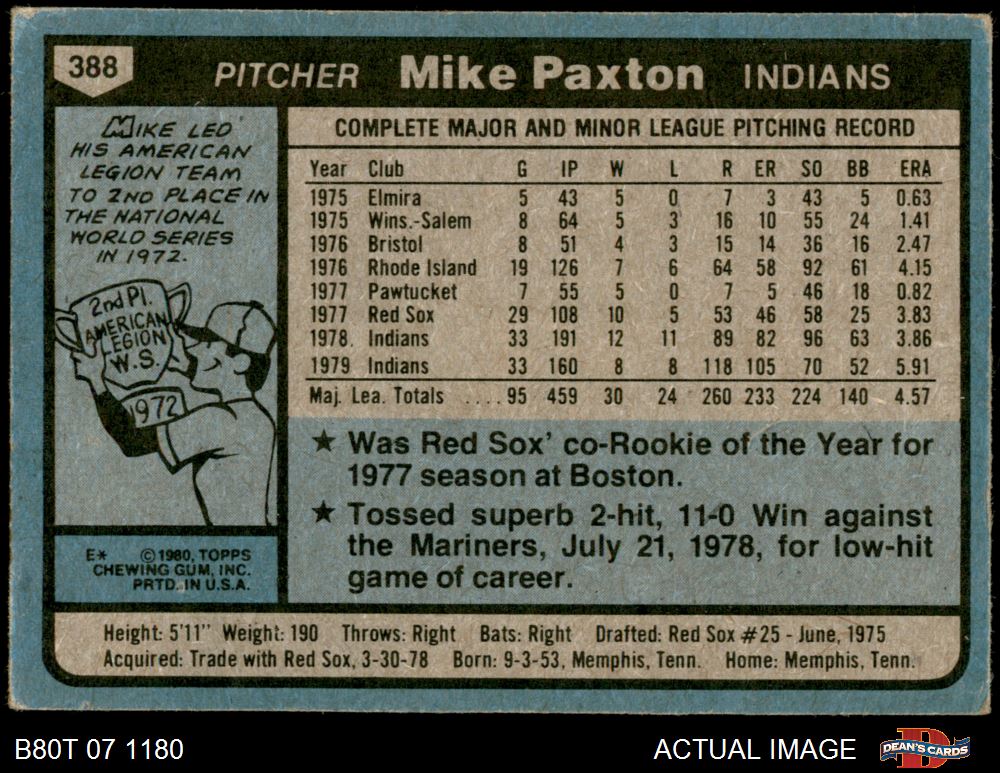 388 PITCHER Mike Paxton INDIANS
MIKE LED
HIS AMERICAN
LEGION TEAM
TO 2ND PLACE IN
THE NATIONAL
WORLD SERIES
IN 1972.
2nd Pl.
AMERICAN
LEGION
W.S.
1972
E* ©1980, TOPPS
CHEWING GUM, INC.
PRTD. IN U.S.A.
COMPLETE MAJOR AND MINOR LEAGUE PITCHING RECORD
Year Club G IP W L R ER SO BB ERA
1975 Elmira 5 43 5 0 7 3 43 5 0.63
1975 Wins.-Salem 8 64 5 3 16 10 55 24 1.41
1976 Bristol 8 51 4 3 15 14 36 16 2.47
1976 Rhode Island 19 126 7 6 64 58 92 61 4.15
1977 Pawtucket 7 55 5 0 7 5 46 18 0.82
1977 Red Sox 29 108 10 5 53 46 58 25 3.83
1978 Indians 33 191 12 11 89 82 96 63 3.86
1979 Indians 33 160 8 8 118 105 70 52 5.91
Maj. Lea. Totals .... 95 459 30 24 260 233 224 140 4.57
★ Was Red Sox' co-Rookie of the Year for
1977 season at Boston.
★ Tossed superb 2-hit, 11-0 Win against
the Mariners, July 21, 1978, for low-hit
game of career.
Height: 5'11" Weight: 190 Throws: Right Bats: Right Drafted: Red Sox #25 - June, 1975
Acquired: Trade with Red Sox, 3-30-78 Born: 9-3-53, Memphis, Tenn. Home: Memphis, Tenn.
B80T 07 1180 ACTUAL IMAGE DEAN'S CARDS